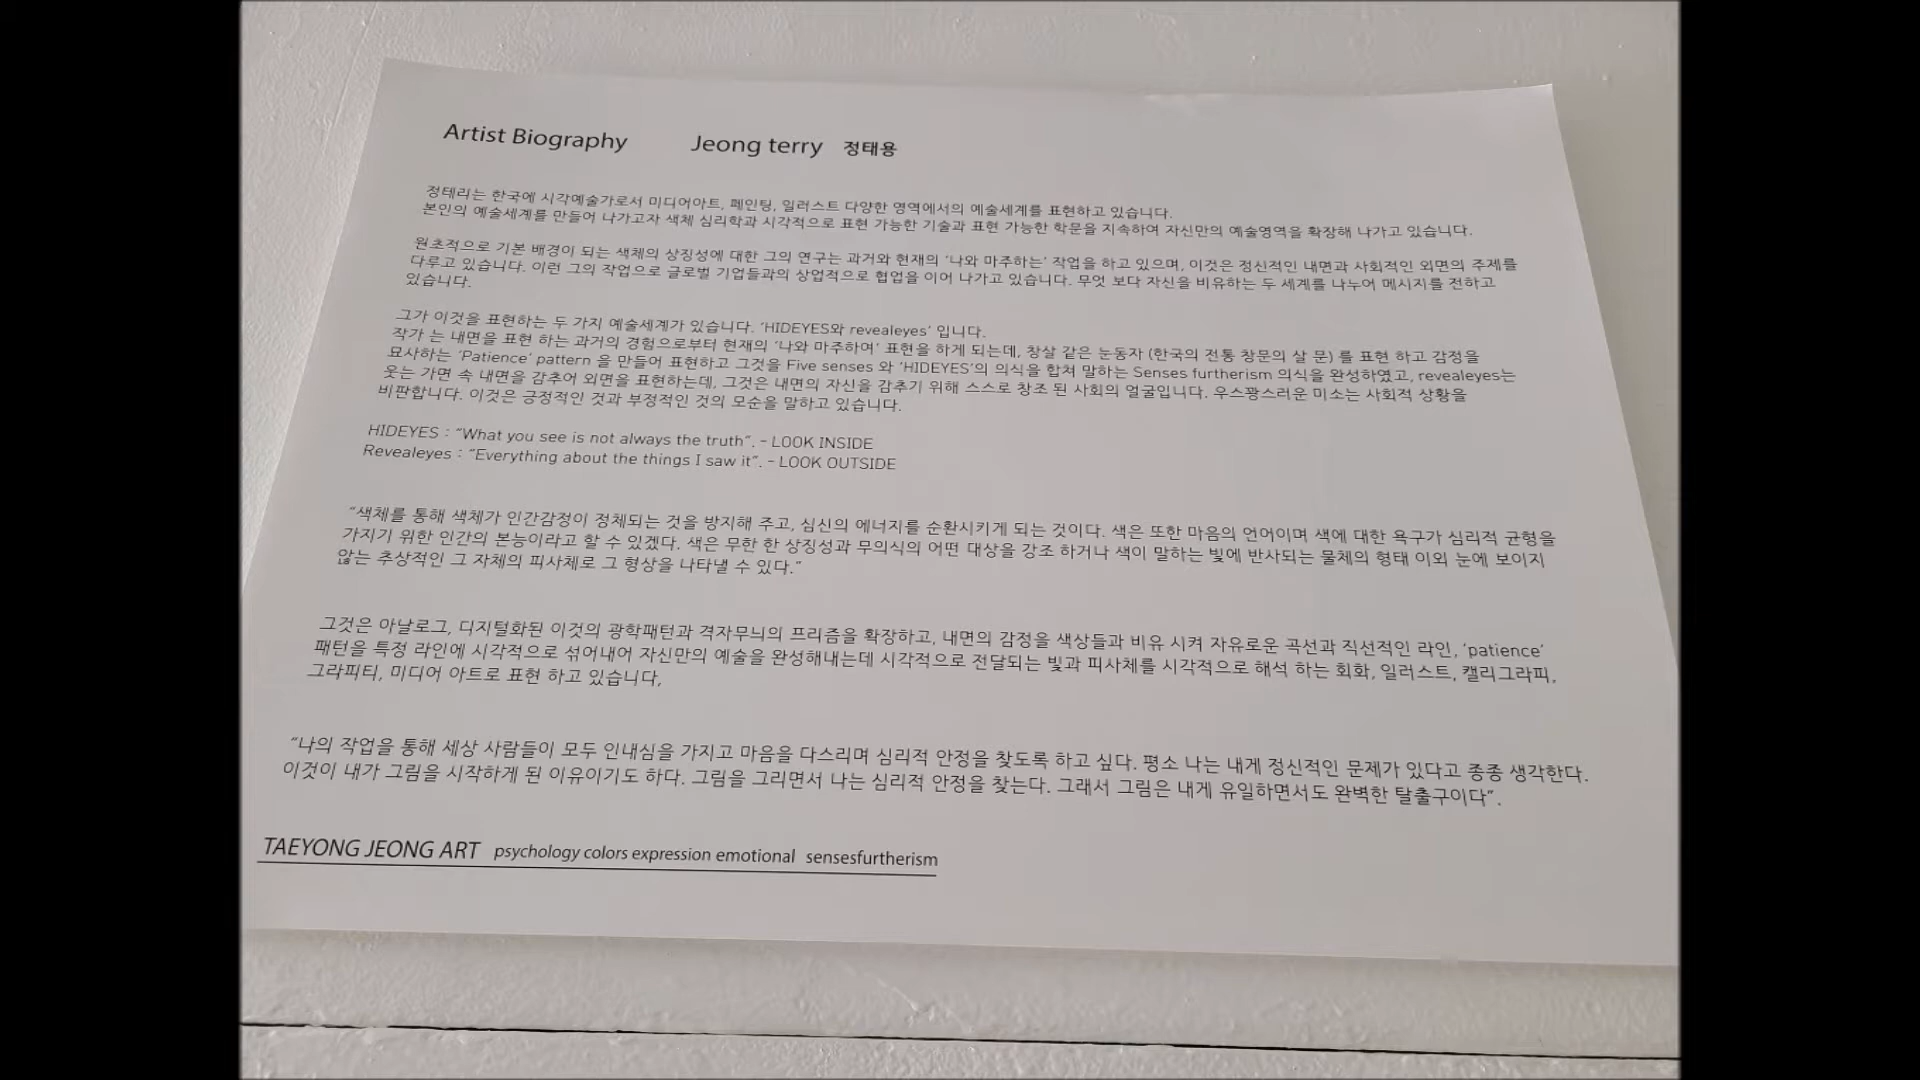 Artist Biography Jeong terry 정태용
정테리는 한국에 시각예술가로서 미디어아트, 페인팅, 일러스트 다양한 영역에서의 예술세계를 표현하고 있습니다.
본인의 예술세계를 만들어 나가고자 색체 심리학과 시각적으로 표현 가능한 기술과 표현 가능한 학문을 지속하여 자신만의 예술영역을 확장해 나가고 있습니다.
원초적으로 기본 배경이 되는 색체의 상징성에 대한 그의 연구는 과거와 현재의 ‘나와 마주하는’ 작업을 하고 있으며, 이것은 정신적인 내면과 사회적인 외면의 주제를
다루고 있습니다. 이런 그의 작업으로 글로벌 기업들과의 상업적으로 협업을 이어 나가고 있습니다. 무엇 보다 자신을 비유하는 두 세계를 나누어 메시지를 전하고
있습니다.
그가 이것을 표현하는 두 가지 예술세계가 있습니다. ‘HIDEYES와 revealeyes’ 입니다.
작가 는 내면을 표현 하는 과거의 경험으로부터 현재의 ‘나와 마주하여’ 표현을 하게 되는데, 창살 같은 눈동자 (한국의 전통 창문의 살 문) 를 표현 하고 감정을
묘사하는 ‘Patience’ pattern 을 만들어 표현하고 그것을 Five senses 와 ‘HIDEYES’의 의식을 합쳐 말하는 Senses furtherism 의식을 완성하였고, revealeyes는
웃는 가면 속 내면을 감추어 외면을 표현하는데, 그것은 내면의 자신을 감추기 위해 스스로 창조 된 사회의 얼굴입니다. 우스꽝스러운 미소는 사회적 상황을
비판합니다. 이것은 긍정적인 것과 부정적인 것의 모순을 말하고 있습니다.
HIDEYES : “What you see is not always the truth”. - LOOK INSIDE
Revealeyes : “Everything about the things I saw it”. - LOOK OUTSIDE
“색체를 통해 색체가 인간감정이 정체되는 것을 방지해 주고, 심신의 에너지를 순환시키게 되는 것이다. 색은 또한 마음의 언어이며 색에 대한 욕구가 심리적 균형을
가지기 위한 인간의 본능이라고 할 수 있겠다. 색은 무한 한 상징성과 무의식의 어떤 대상을 강조 하거나 색이 말하는 빛에 반사되는 물체의 형태 이외 눈에 보이지
않는 추상적인 그 자체의 피사체로 그 형상을 나타낼 수 있다.”
그것은 아날로그, 디지털화된 이것의 광학패턴과 격자무늬의 프리즘을 확장하고, 내면의 감정을 색상들과 비유 시켜 자유로운 곡선과 직선적인 라인, ‘patience’
패턴을 특정 라인에 시각적으로 섞어내어 자신만의 예술을 완성해내는데 시각적으로 전달되는 빛과 피사체를 시각적으로 해석 하는 회화, 일러스트, 캘리그라피,
그라피티, 미디어 아트로 표현 하고 있습니다,
“나의 작업을 통해 세상 사람들이 모두 인내심을 가지고 마음을 다스리며 심리적 안정을 찾도록 하고 싶다. 평소 나는 내게 정신적인 문제가 있다고 종종 생각한다.
이것이 내가 그림을 시작하게 된 이유이기도 하다. 그림을 그리면서 나는 심리적 안정을 찾는다. 그래서 그림은 내게 유일하면서도 완벽한 탈출구이다”.
TAEYONG JEONG ART psychology colors expression emotional sensesfurtherism